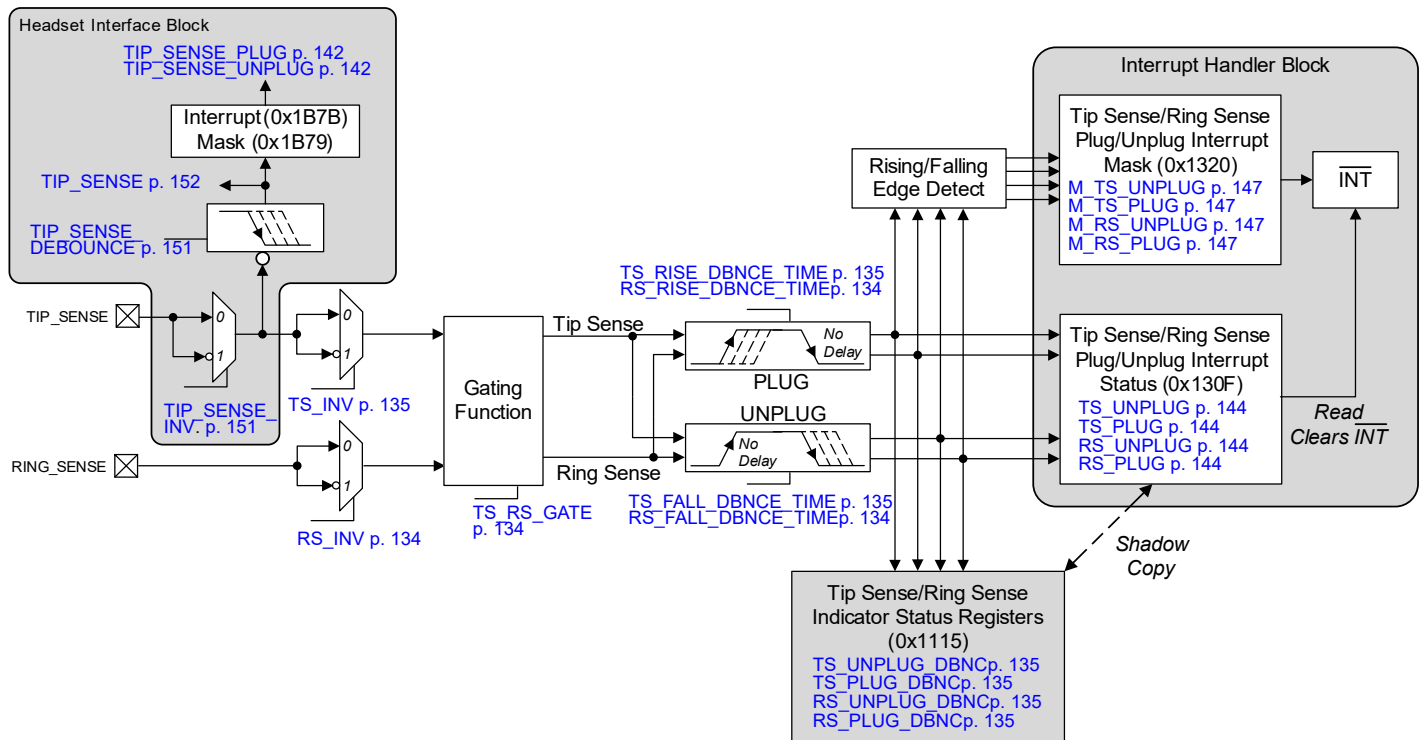 Headset Interface Block
TIP_SENSE_PLUG p. 142
TIP_SENSE_UNPLUG p. 142
Interrupt (0x1B7B)
Mask (0x1B79)
TIP_SENSE p. 152
TIP_SENSE_
DEBOUNCE p. 151
TIP_SENSE
0
1
TIP_SENSE_
INV. p. 151
0
1
TS_INV p. 135
RING_SENSE
0
1
RS_INV p. 134
Gating
Function
TS_RS_GATE
p. 134
Tip Sense
Ring Sense
TS_RISE_DBNCE_TIME p. 135
RS_RISE_DBNCE_TIMEp. 134
No
Delay
PLUG
UNPLUG
No
Delay
TS_FALL_DBNCE_TIME p. 135
RS_FALL_DBNCE_TIMEp. 134
Rising/Falling
Edge Detect
Interrupt Handler Block
Tip Sense/Ring Sense
Plug/Unplug Interrupt
Mask (0x1320)
M_TS_UNPLUG p. 147
M_TS_PLUG p. 147
M_RS_UNPLUG p. 147
M_RS_PLUG p. 147
INT
Tip Sense/Ring Sense
Plug/Unplug Interrupt
Status (0x130F)
TS_UNPLUG p. 144
TS_PLUG p. 144
RS_UNPLUG p. 144
RS_PLUG p. 144
Read
Clears INT
Shadow
Copy
Tip Sense/Ring Sense
Indicator Status Registers
(0x1115)
TS_UNPLUG_DBNCp. 135
TS_PLUG_DBNCp. 135
RS_UNPLUG_DBNCp. 135
RS_PLUG_DBNCp. 135